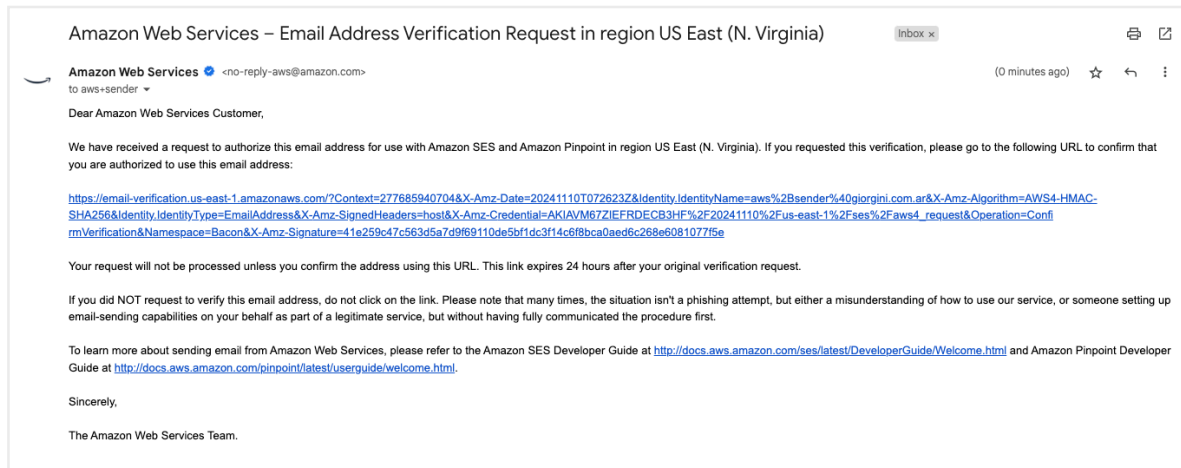 Amazon Web Services – Email Address Verification Request in region US East (N. Virginia) Inbox ×
Amazon Web Services <no-reply-aws@amazon.com> (0 minutes ago)
to aws+sender
Dear Amazon Web Services Customer,
We have received a request to authorize this email address for use with Amazon SES and Amazon Pinpoint in region US East (N. Virginia). If you requested this verification, please go to the following URL to confirm that
you are authorized to use this email address:
https://email-verification.us-east-1.amazonaws.com/?Context=277685940704&X-Amz-Date=20241110T072623Z&Identity.IdentityName=aws%2Bsender%40giorgini.com.ar&X-Amz-Algorithm=AWS4-HMAC-
SHA256&Identity.IdentityType=EmailAddress&X-Amz-SignedHeaders=host&X-Amz-Credential=AKIAVM67ZIEFRDECB3HF%2F20241110%2Fus-east-1%2Fses%2Faws4_request&Operation=Confi
rmVerification&Namespace=Bacon&X-Amz-Signature=41e259c47c563d5a7d9f69110de5bf1dc3f14c6f8bca0aed6c268e6081077f5e
Your request will not be processed unless you confirm the address using this URL. This link expires 24 hours after your original verification request.
If you did NOT request to verify this email address, do not click on the link. Please note that many times, the situation isn't a phishing attempt, but either a misunderstanding of how to use our service, or someone setting up
email-sending capabilities on your behalf as part of a legitimate service, but without having fully communicated the procedure first.
To learn more about sending email from Amazon Web Services, please refer to the Amazon SES Developer Guide at http://docs.aws.amazon.com/ses/latest/DeveloperGuide/Welcome.html and Amazon Pinpoint Developer
Guide at http://docs.aws.amazon.com/pinpoint/latest/userguide/welcome.html.
Sincerely,
The Amazon Web Services Team.